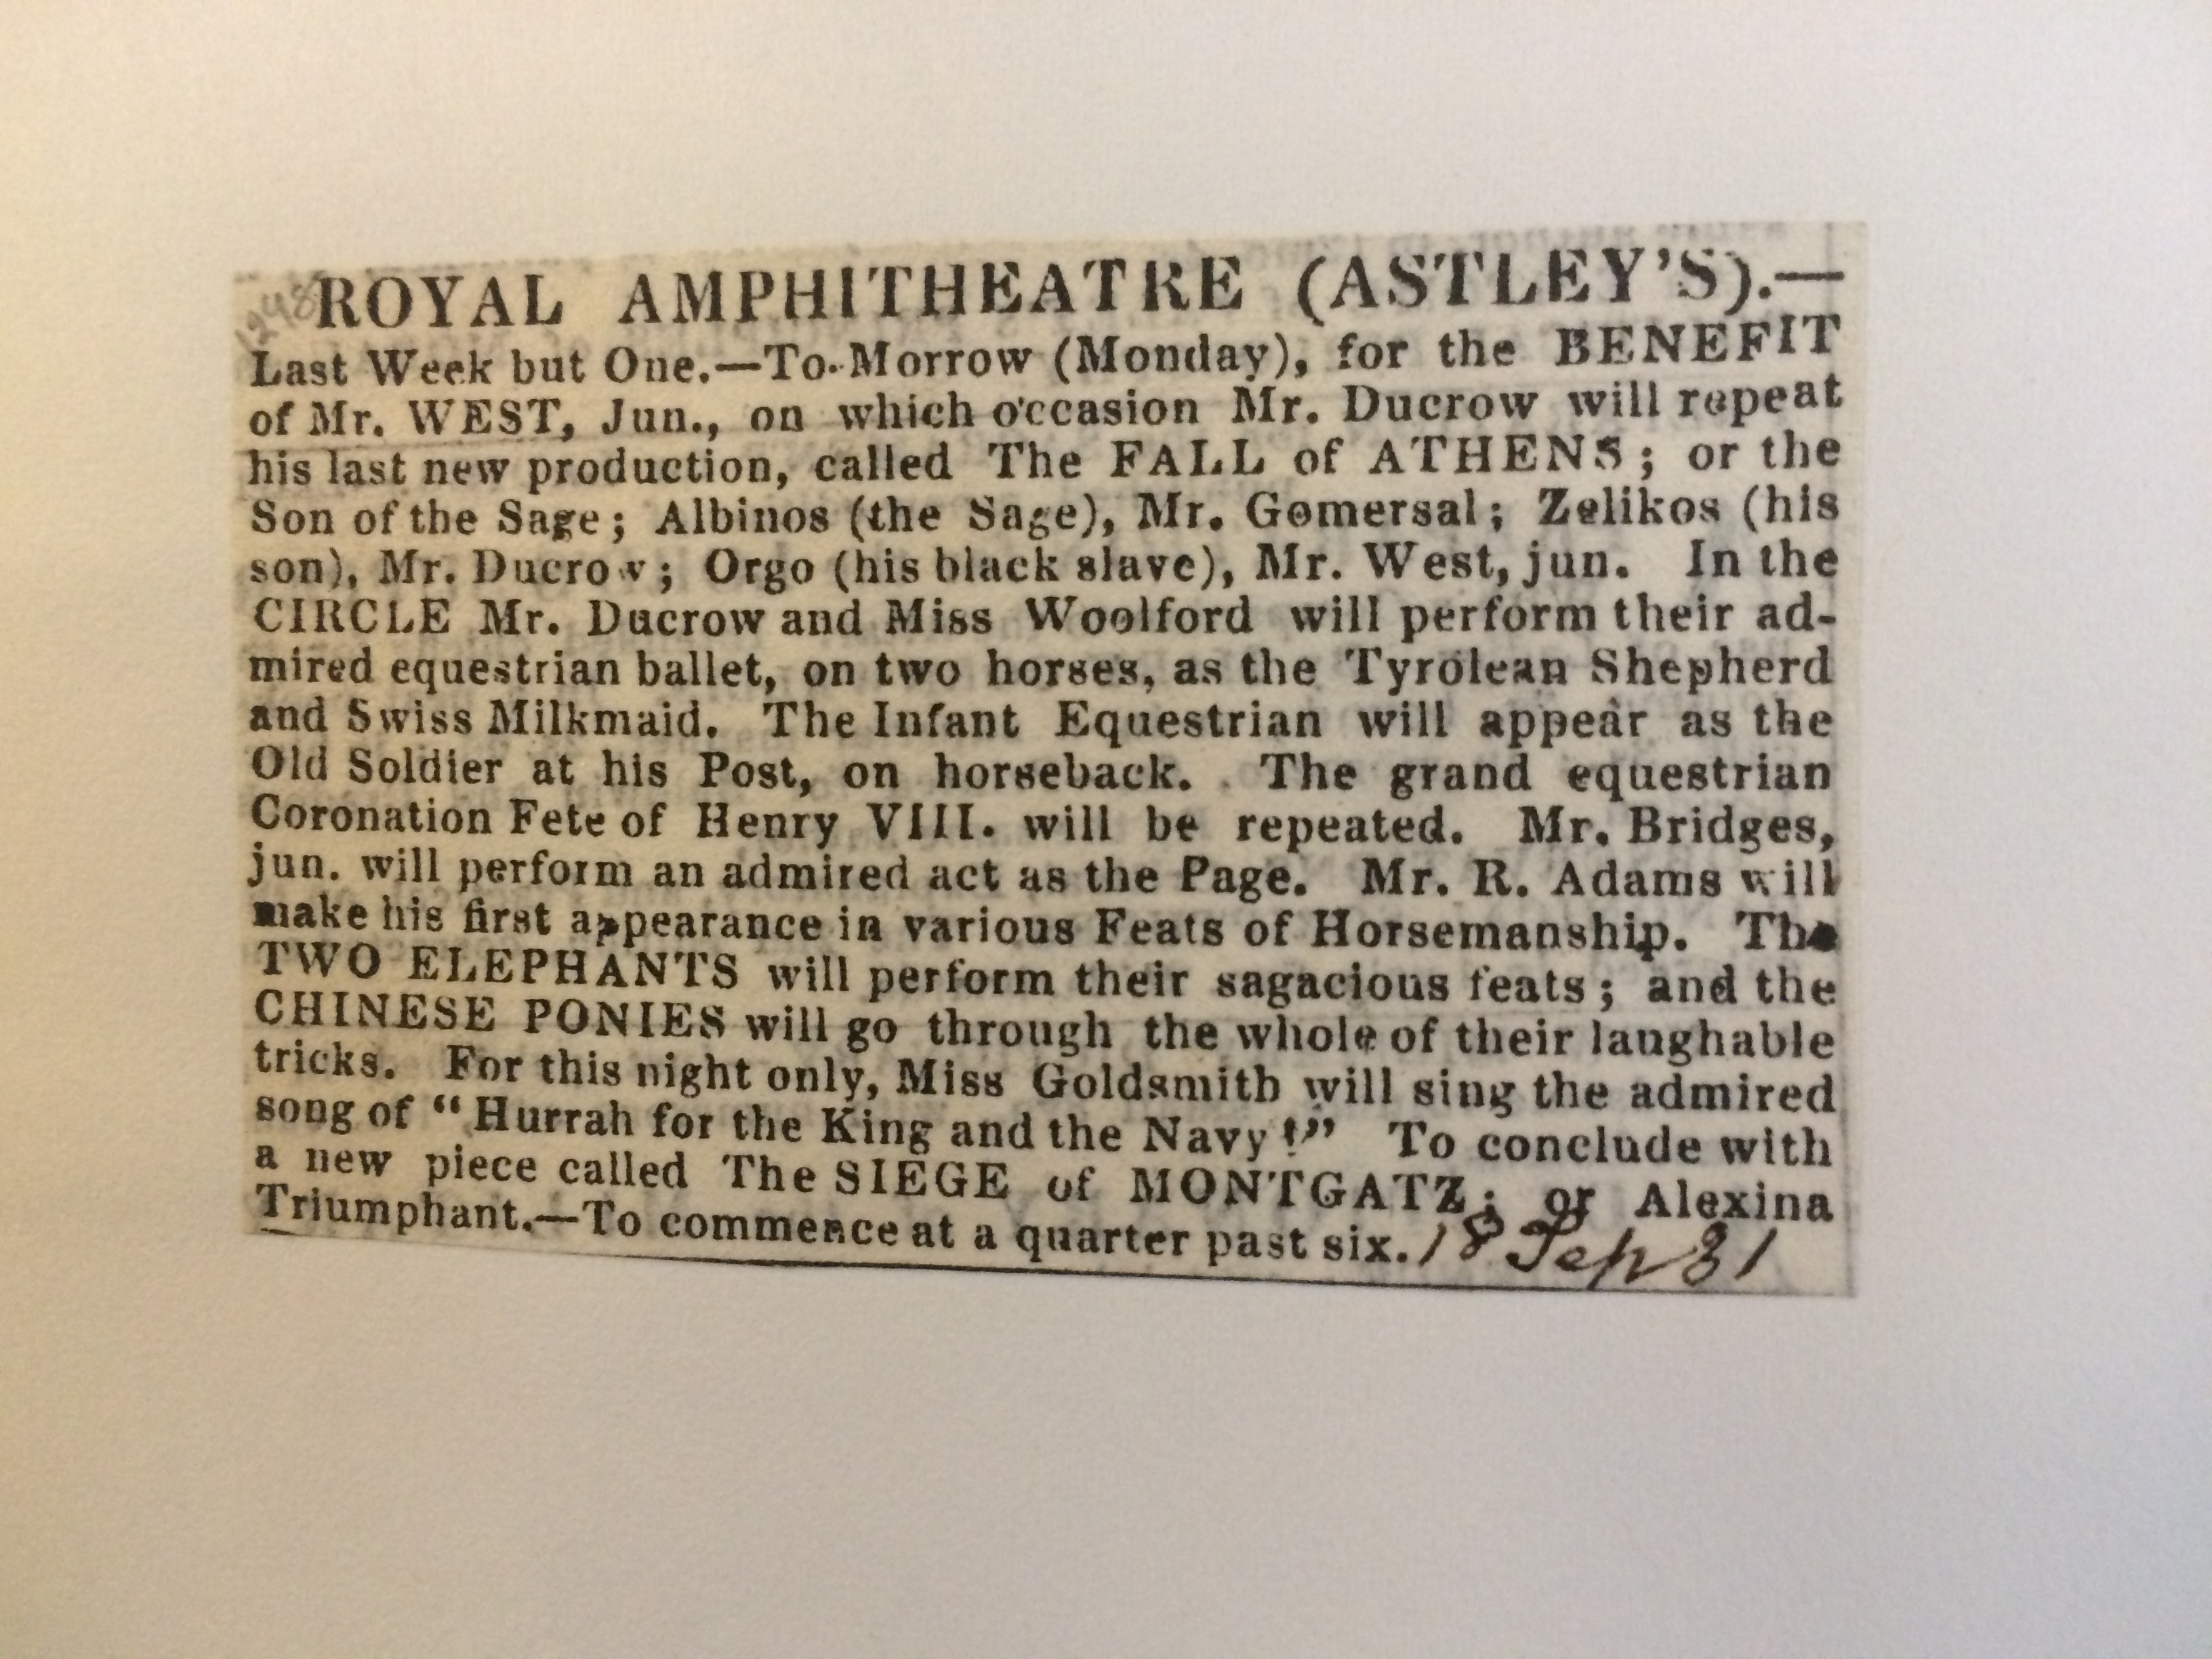 ROYAL AMPHITHEATRE (ASTLEY'S).—
Last Week but One.—To-Morrow (Monday), for the BENEFIT
of Mr. WEST, Jun., on which occasion Mr. Ducrow will repeat
his last new production, called The FALL of ATHENS; or the
Son of the Sage; Albinos (the Sage), Mr. Gomersal; Zelikos (his
son), Mr. Ducrow; Orgo (his black slave), Mr. West, jun. In the
CIRCLE Mr. Ducrow and Miss Woolford will perform their ad-
mired equestrian ballet, on two horses, as the Tyrolean Shepherd
and Swiss Milkmaid. The Infant Equestrian will appear as the
Old Soldier at his Post, on horseback. The grand equestrian
Coronation Fete of Henry VIII. will be repeated. Mr. Bridges,
jun. will perform an admired act as the Page. Mr. R. Adams will
make his first appearance in various Feats of Horsemanship. The
TWO ELEPHANTS will perform their sagacious feats; and the
CHINESE PONIES will go through the whole of their laughable
tricks. For this night only, Miss Goldsmith will sing the admired
song of "Hurrah for the King and the Navy!" To conclude with
a new piece called The SIEGE of MONTGATZ; or Alexina
Triumphant.—To commence at a quarter past six. 18 Sep 31